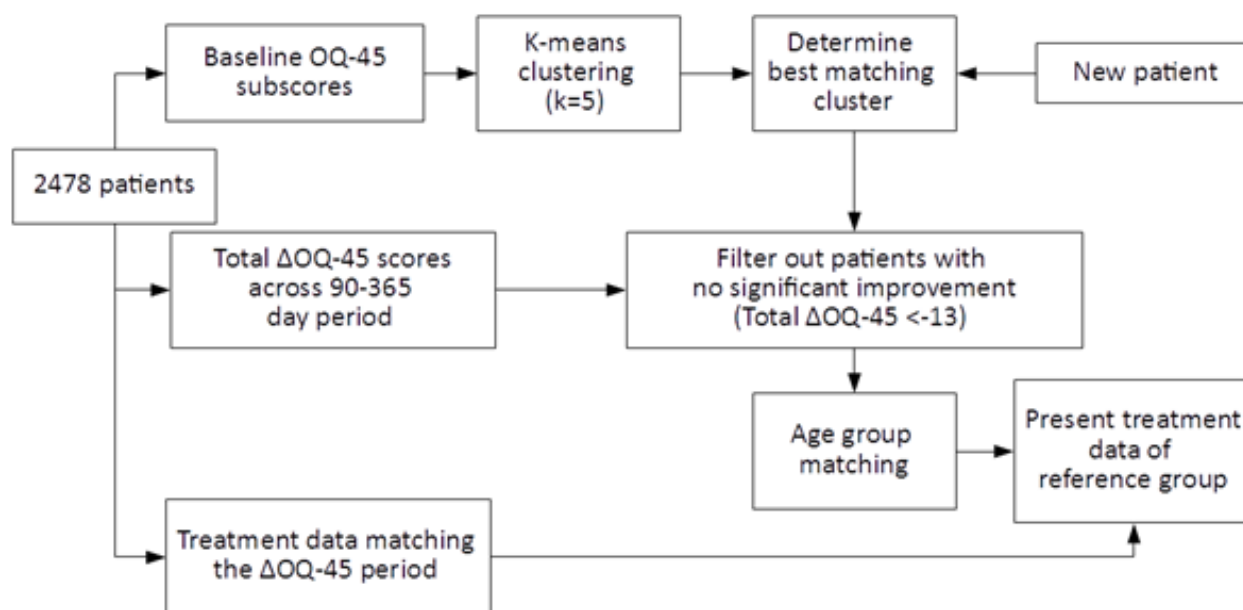 Baseline OQ-45
subscores
K-means
clustering
(k=5)
Determine
best matching
cluster
New patient
2478 patients
Total ΔOQ-45 scores
across 90-365
day period
Filter out patients with
no significant improvement
(Total ΔOQ-45 <-13)
Age group
matching
Present treatment
data of
reference group
Treatment data matching
the ΔOQ-45 period